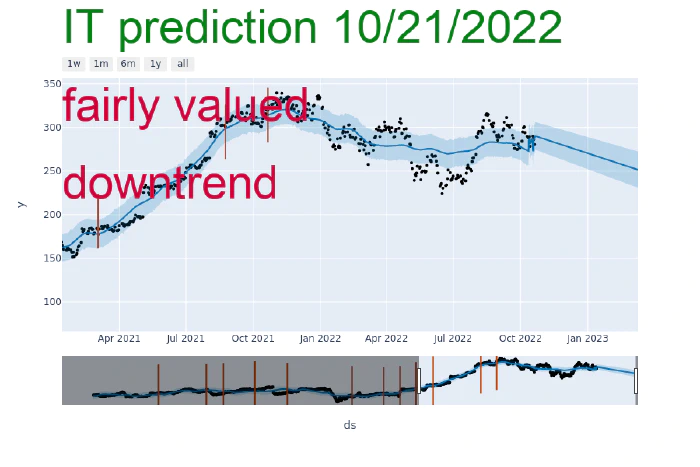 IT prediction 10/21/2022
1w 1m 6m 1y all
fairly valued
downtrend
350
300
250
200
150
100
y
Apr 2021 Jul 2021 Oct 2021 Jan 2022 Apr 2022 Jul 2022 Oct 2022 Jan 2023
ds